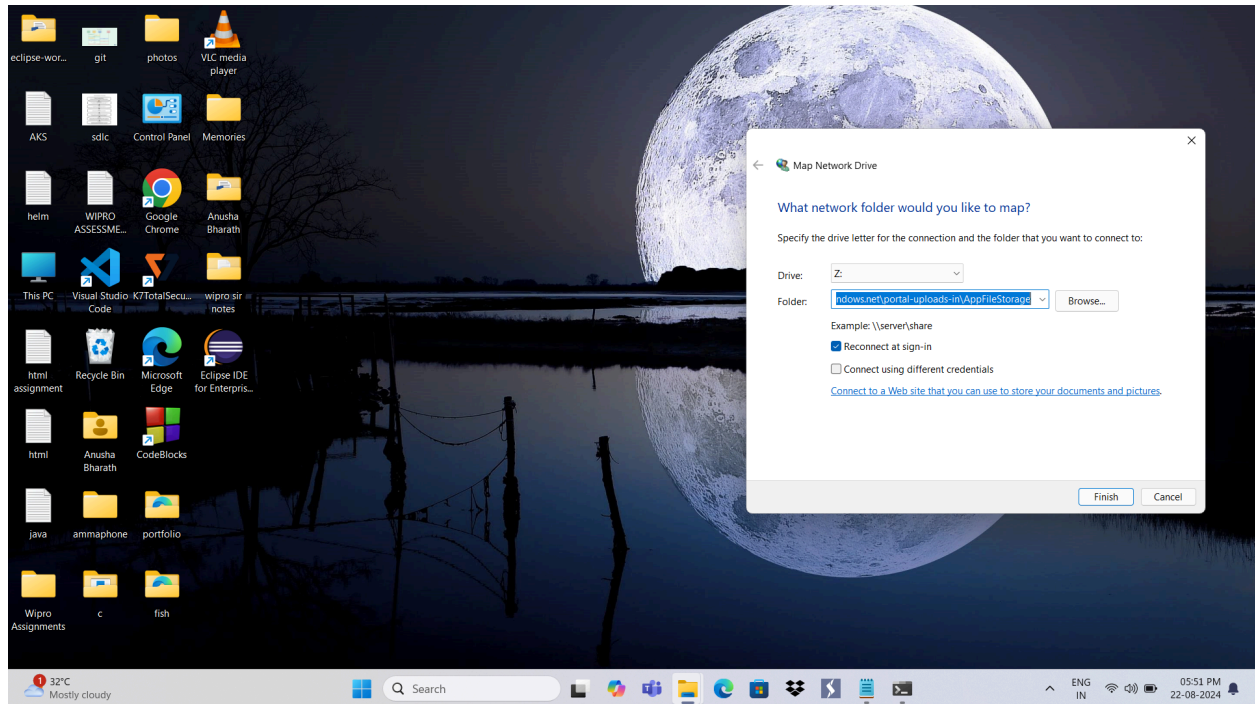 eclipse-wor...
git
photos
VLC media
player
AKS
sdlc
Control Panel
Memories
helm
WIPRO
ASSESSME...
Google
Chrome
Anusha
Bharath
This PC
Visual Studio
Code
K7TotalSecu...
wipro sir
notes
html
assignment
Recycle Bin
Microsoft
Edge
Eclipse IDE
for Enterpris...
html
Anusha
Bharath
CodeBlocks
java
ammaphone
portfolio
Wipro
Assignments
c
fish
Map Network Drive
What network folder would you like to map?
Specify the drive letter for the connection and the folder that you want to connect to:
Drive: Z:
Folder: ndows.net\portal-uploads-in\AppFileStorage Browse...
Example: \\server\share
Reconnect at sign-in
Connect using different credentials
Connect to a Web site that you can use to store your documents and pictures.
Finish Cancel
1
32°C
Mostly cloudy
Search
ENG
IN
05:51 PM
22-08-2024